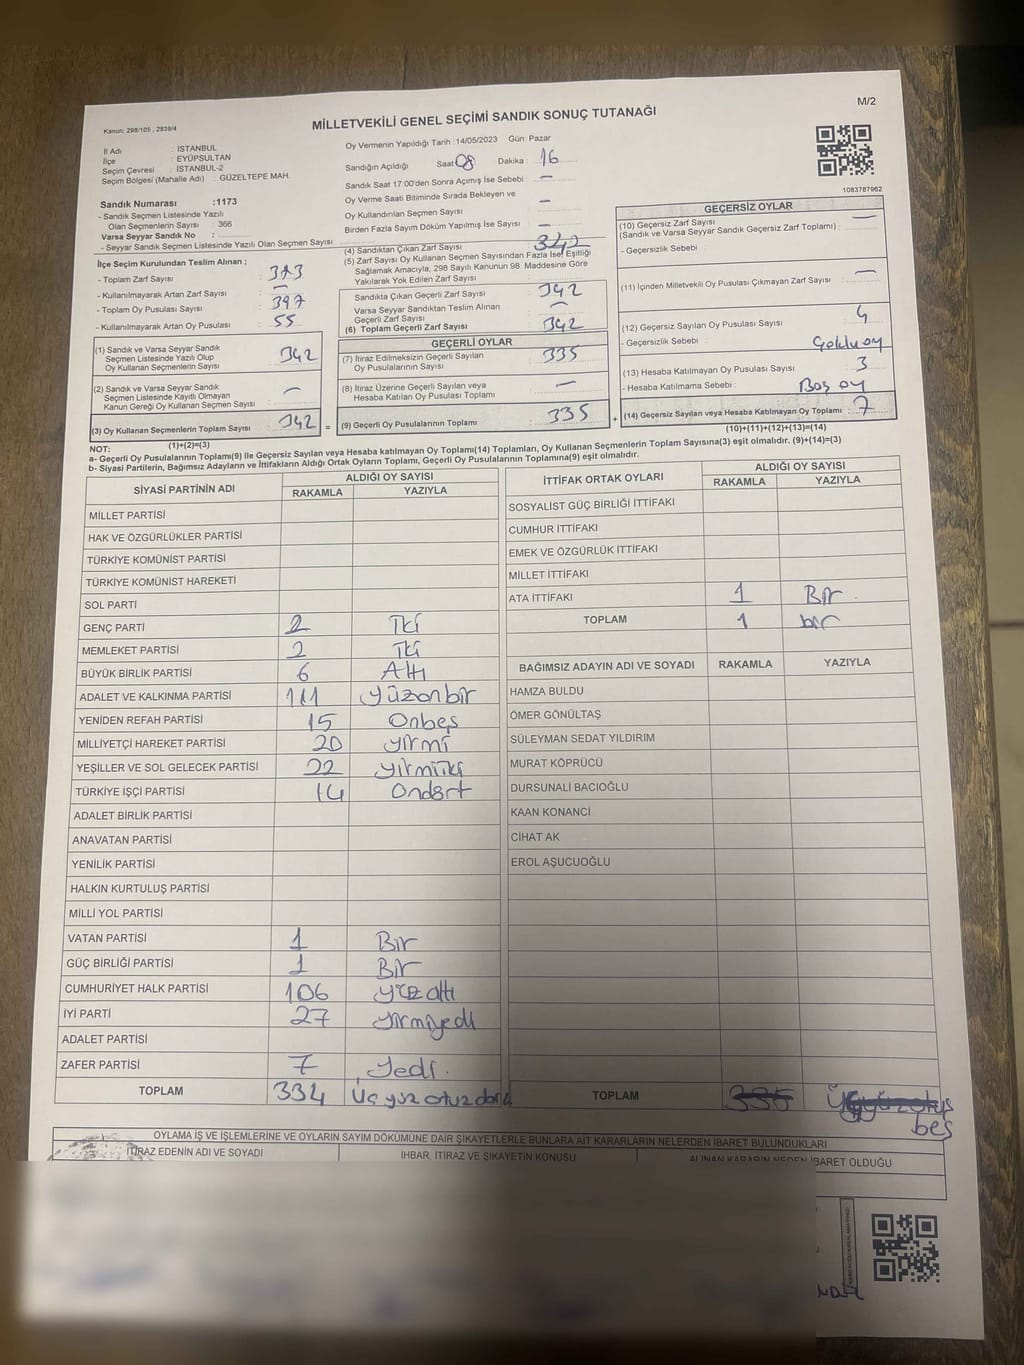 M/2
Kanun; 298/105 , 2839/4
MİLLETVEKİLİ GENEL SEÇİMİ SANDIK SONUÇ TUTANAĞI
İl Adı : İSTANBUL
İlçe : EYÜPSULTAN
Seçim Çevresi : İSTANBUL-2
Seçim Bölgesi (Mahalle Adı) : GÜZELTEPE MAH.
Oy Vermenin Yapıldığı Tarih :14/05/2023 Gün: Pazar
Sandığın Açıldığı Saat 08 Dakika : 16
Sandık Saat 17:00'den Sonra Açımış İse Sebebi : —
Oy Verme Saati Bitiminde Sırada Bekleyen ve
Oy Kullandırılan Seçmen Sayısı —
Birden Fazla Sayım Döküm Yapılmış İse Sayısı : —
1083787962
Sandık Numarası :1173
- Sandık Seçmen Listesinde Yazılı
Olan Seçmenlerin Sayısı : 366
Varsa Seyyar Sandık No :
- Seyyar Sandık Seçmen Listesinde Yazılı Olan Seçmen Sayısı:
İlçe Seçim Kurulundan Teslim Alınan ;
- Toplam Zarf Sayısı : 373
- Kullanılmayarak Artan Zarf Sayısı : —
- Toplam Oy Pusulası Sayısı : 397
- Kullanılmayarak Artan Oy Pusulası : 55
(1) Sandık ve Varsa Seyyar Sandık
Seçmen Listesinde Yazılı Olup
Oy Kullanan Seçmenlerin Sayısı : 342
(2) Sandık ve Varsa Seyyar Sandık
Seçmen Listesinde Kayıtlı Olmayan
Kanun Gereği Oy Kullanan Seçmen Sayısı : —
(3) Oy Kullanan Seçmenlerin Toplam Sayısı : 342
(1)+(2)=(3)
(4) Sandıktan Çıkan Zarf Sayısı : 342
(5) Zarf Sayısı Oy Kullanan Seçmen Sayısından Fazla İse, Eşitliği
Sağlamak Amacıyla, 298 Sayılı Kanunun 98. Maddesine Göre
Yakılarak Yok Edilen Zarf Sayısı :
Sandıkta Çıkan Geçerli Zarf Sayısı : 342
Varsa Seyyar Sandıktan Teslim Alınan
Geçerli Zarf Sayısı : —
(6) Toplam Geçerli Zarf Sayısı : 342
GEÇERLİ OYLAR
(7) İtiraz Edilmeksizin Geçerli Sayılan
Oy Pusulalarının Sayısı : 335
(8) İtiraz Üzerine Geçerli Sayılan veya
Hesaba Katılan Oy Pusulası Toplamı : —
(9) Geçerli Oy Pusulalarının Toplamı : 335
GEÇERSİZ OYLAR
(10) Geçersiz Zarf Sayısı
(Sandık ve Varsa Seyyar Sandık Geçersiz Zarf Toplamı) : —
- Geçersizlik Sebebi :
(11) İçinden Milletvekili Oy Pusulası Çıkmayan Zarf Sayısı : —
(12) Geçersiz Sayılan Oy Pusulası Sayısı : 4
- Geçersizlik Sebebi : Çoklu oy
(13) Hesaba Katılmayan Oy Pusulası Sayısı : 3
- Hesaba Katılmama Sebebi : Boş oy
(14) Geçersiz Sayılan veya Hesaba Katılmayan Oy Toplamı : 7
(10)+(11)+(12)+(13)=(14)
NOT:
a- Geçerli Oy Pusulalarının Toplamı(9) ile Geçersiz Sayılan veya Hesaba katılmayan Oy Toplamı(14) Toplamları, Oy Kullanan Seçmenlerin Toplam Sayısına(3) eşit olmalıdır. (9)+(14)=(3)
b- Siyasi Partilerin, Bağımsız Adayların ve İttifakların Aldığı Ortak Oyların Toplamı, Geçerli Oy Pusulalarının Toplamına(9) eşit olmalıdır.
SİYASİ PARTİNİN ADI ALDIĞI OY SAYISI
RAKAMLA YAZIYLA
MİLLET PARTİSİ
HAK VE ÖZGÜRLÜKLER PARTİSİ
TÜRKİYE KOMÜNİST PARTİSİ
TÜRKİYE KOMÜNİST HAREKETİ
SOL PARTİ
GENÇ PARTİ 2 İki
MEMLEKET PARTİSİ 2 İki
BÜYÜK BİRLİK PARTİSİ 6 Altı
ADALET VE KALKINMA PARTİSİ 111 yüzonbir
YENİDEN REFAH PARTİSİ 15 Onbeş
MİLLİYETÇİ HAREKET PARTİSİ 20 yirmi
YEŞİLLER VE SOL GELECEK PARTİSİ 22 yirmiiki
TÜRKİYE İŞÇİ PARTİSİ 14 Ondört
ADALET BİRLİK PARTİSİ
ANAVATAN PARTİSİ
YENİLİK PARTİSİ
HALKIN KURTULUŞ PARTİSİ
MİLLİ YOL PARTİSİ
VATAN PARTİSİ 1 Bir
GÜÇ BİRLİĞİ PARTİSİ 1 Bir
CUMHURİYET HALK PARTİSİ 106 yüz altı
İYİ PARTİ 27 yirmiyedi
ADALET PARTİSİ
ZAFER PARTİSİ 7 yedi.
TOPLAM 334 üç yüz otuz dört
İTTİFAK ORTAK OYLARI ALDIĞI OY SAYISI
RAKAMLA YAZIYLA
SOSYALİST GÜÇ BİRLİĞİ İTTİFAKI
CUMHUR İTTİFAKI
EMEK VE ÖZGÜRLÜK İTTİFAKI
MİLLET İTTİFAKI
ATA İTTİFAKI 1 Bir
TOPLAM 1 bir
BAĞIMSIZ ADAYIN ADI VE SOYADI RAKAMLA YAZIYLA
HAMZA BULDU
ÖMER GÖNÜLTAŞ
SÜLEYMAN SEDAT YILDIRIM
MURAT KÖPRÜCÜ
DURSUNALİ BACIOĞLU
KAAN KONANCİ
CİHAT AK
EROL AŞUCUOĞLU
TOPLAM 335 üçyüzotuz
beş
OYLAMA İŞ VE İŞLEMLERİNE VE OYLARIN SAYIM DÖKÜMÜNE DAİR ŞİKAYETLERLE BUNLARA AİT KARARLARIN NELERDEN İBARET BULUNDUKLARI
İTİRAZ EDENİN ADI VE SOYADI İHBAR, İTİRAZ VE ŞİKAYETİN KONUSU ALINAN KARARIN NEDEN İBARET OLDUĞU